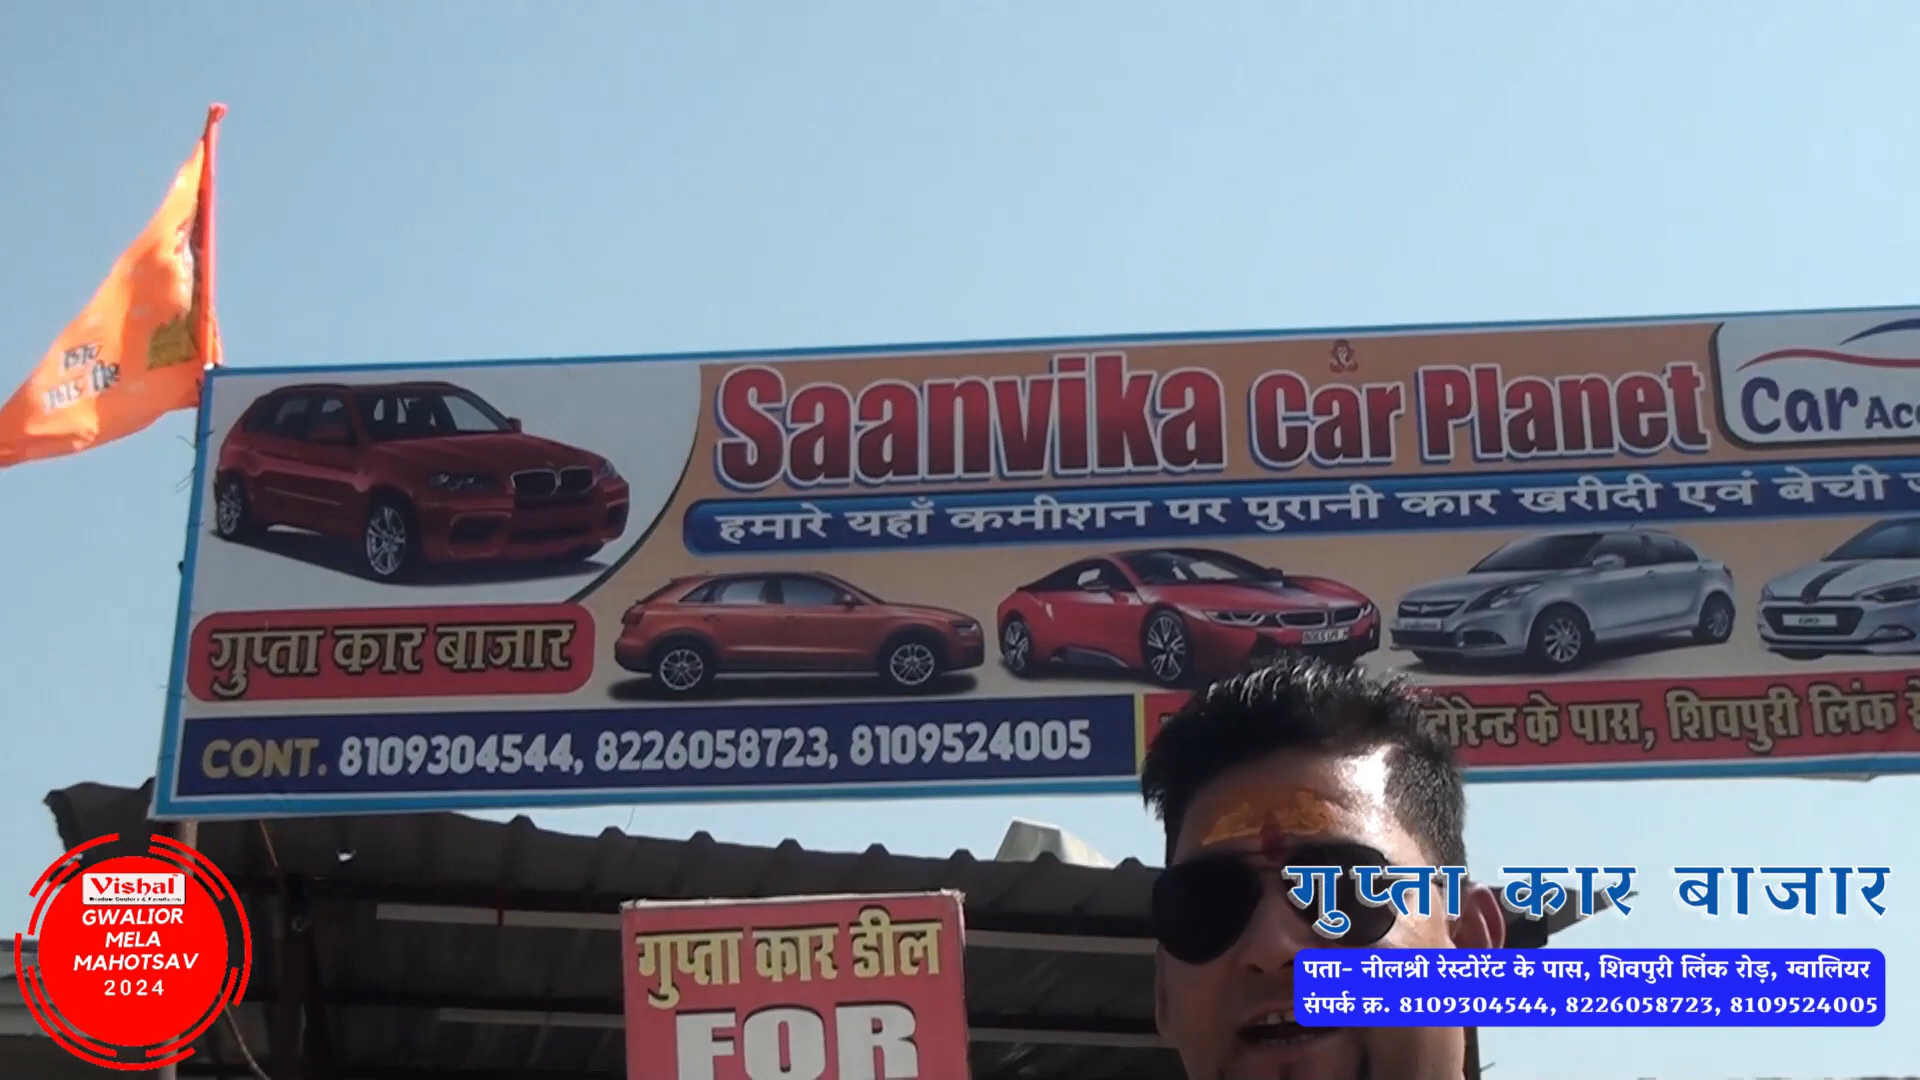 Saanvika Car Planet
Car
हमारे यहाँ कमीशन पर पुरानी कार खरीदी एवं बेची
गुप्ता कार बाजार
CONT. 8109304544, 8226058723, 8109524005
के पास, शिवपुरी लिंक
गुप्ता कार डील
FOR
Vishal
GWALIOR
MELA
MAHOTSAV
2024
गुप्ता कार बाजार
पता- नीलश्री रेस्टोरेंट के पास, शिवपुरी लिंक रोड़, ग्वालियर
संपर्क क्र. 8109304544, 8226058723, 8109524005